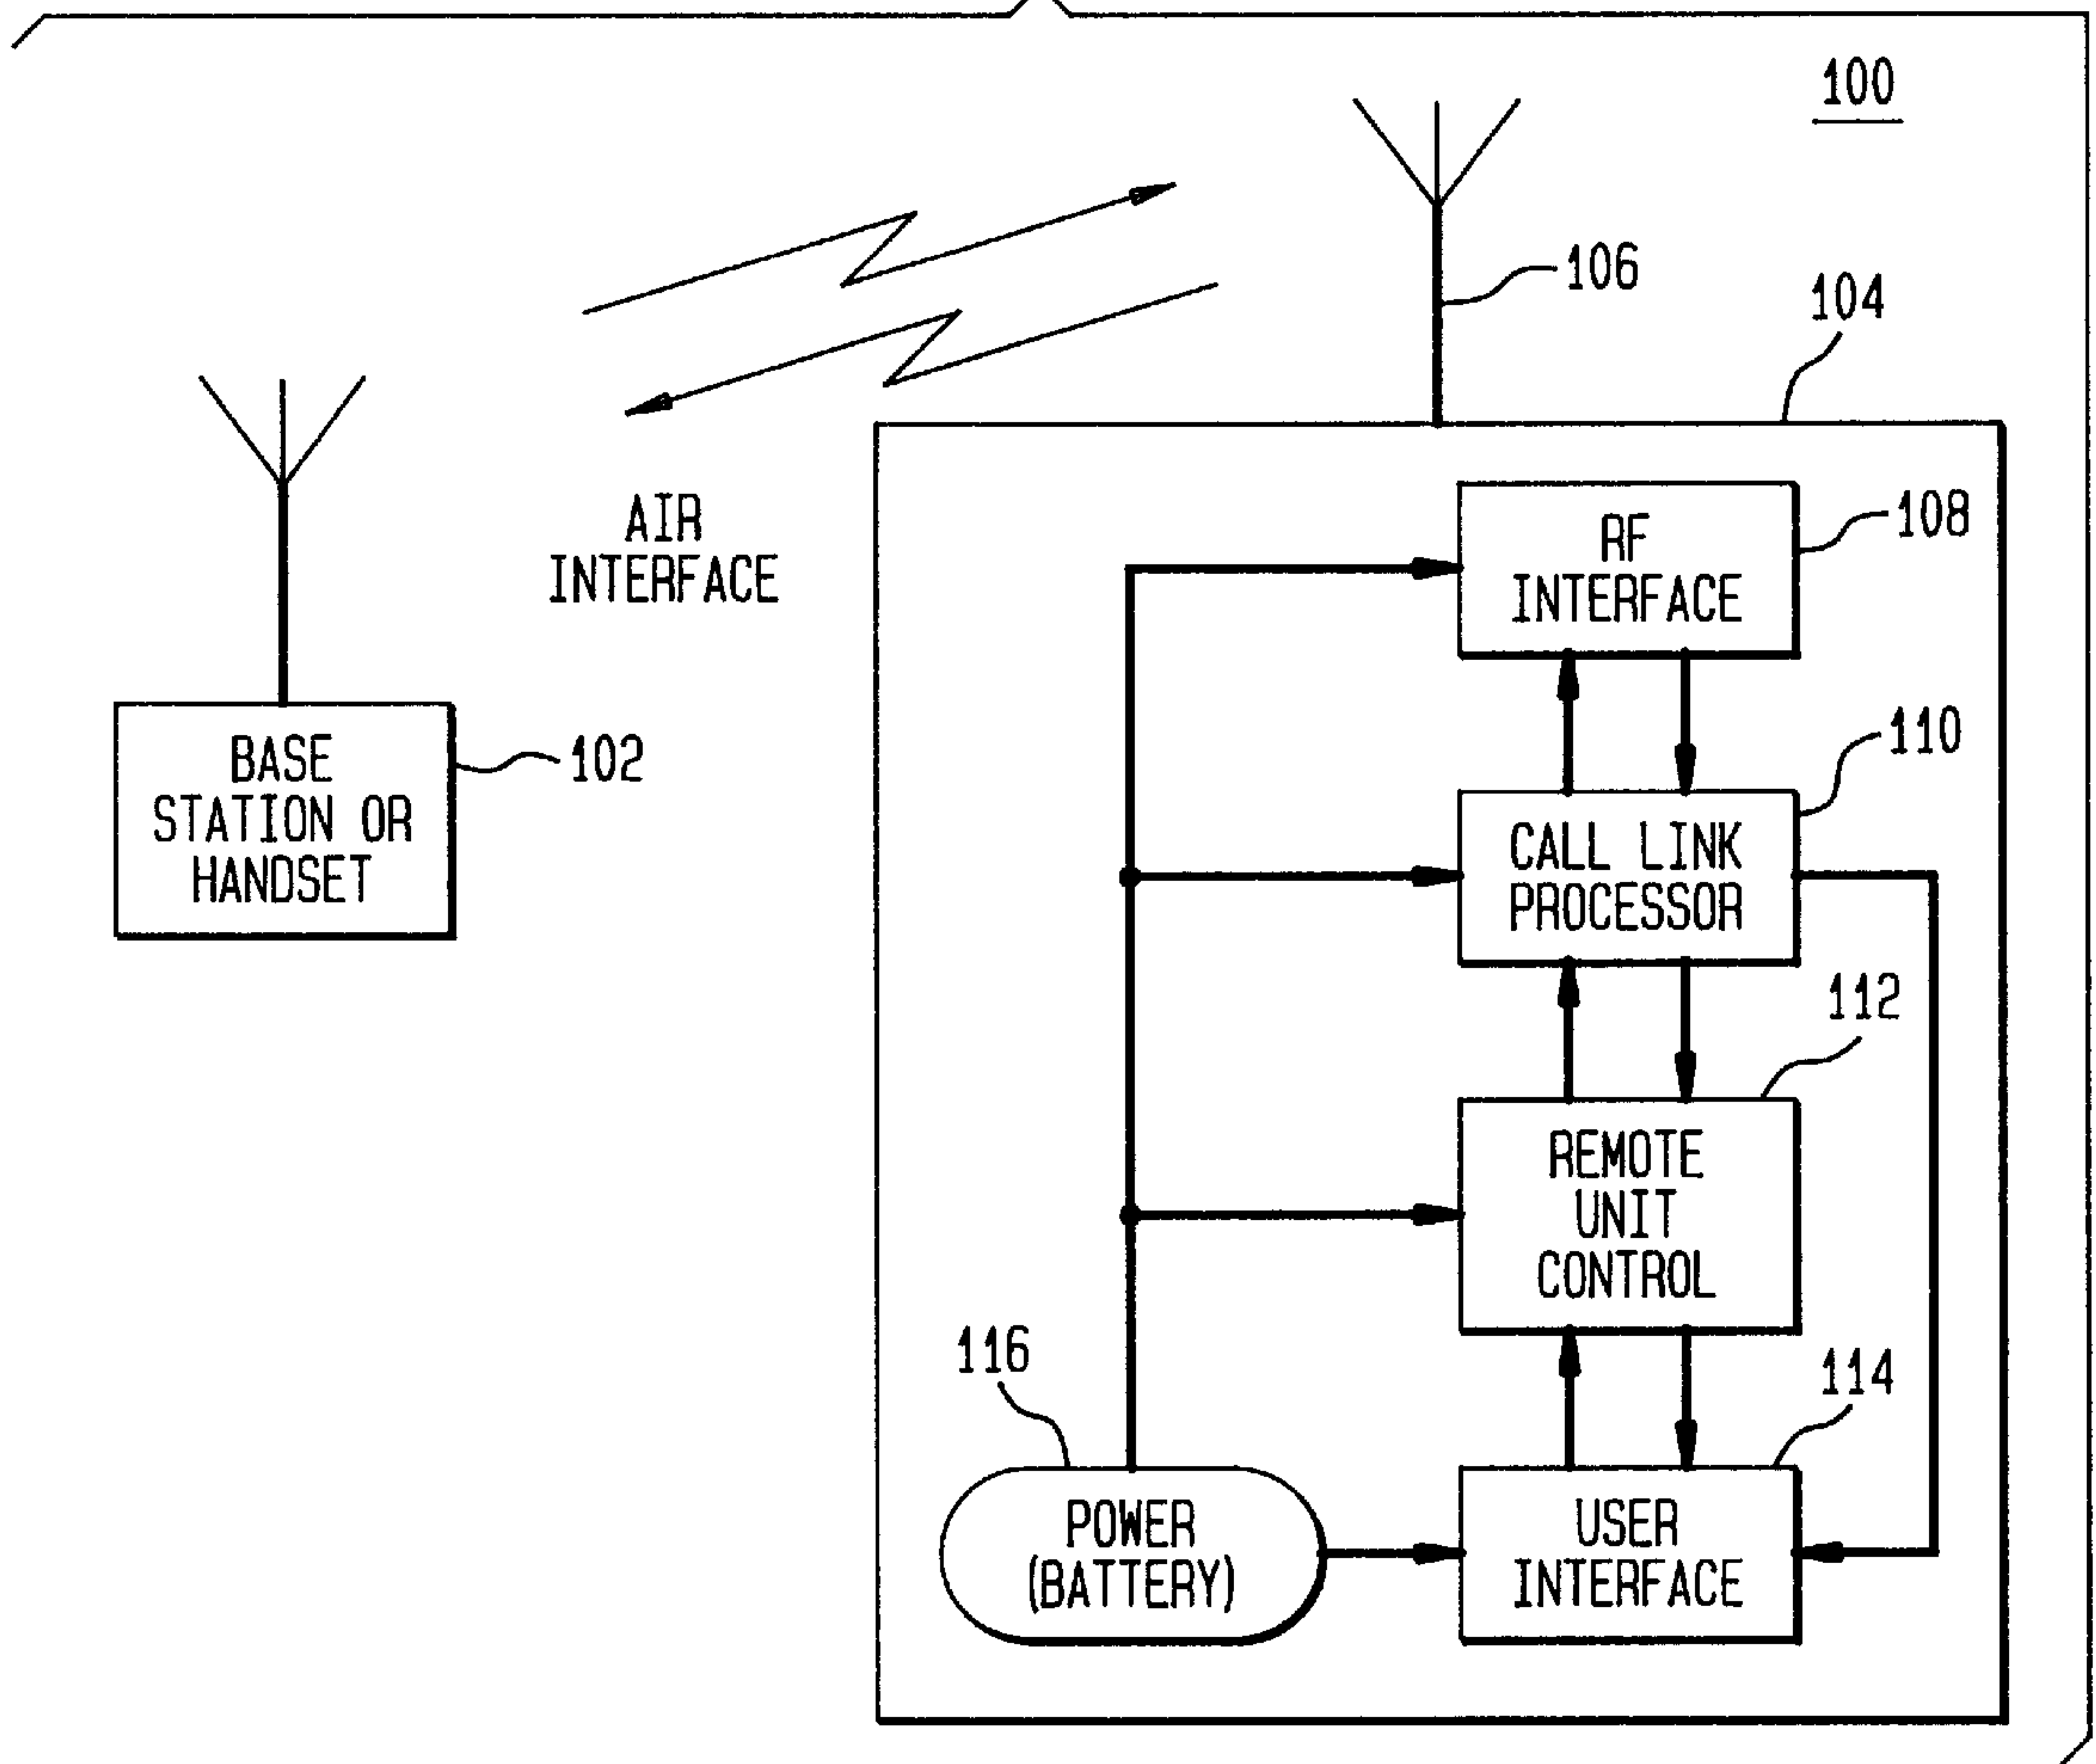 100
106
104
AIR
INTERFACE
RF
INTERFACE
108
BASE
STATION OR
HANDSET
102
110
CALL LINK
PROCESSOR
112
REMOTE
UNIT
CONTROL
116
114
POWER
(BATTERY)
USER
INTERFACE